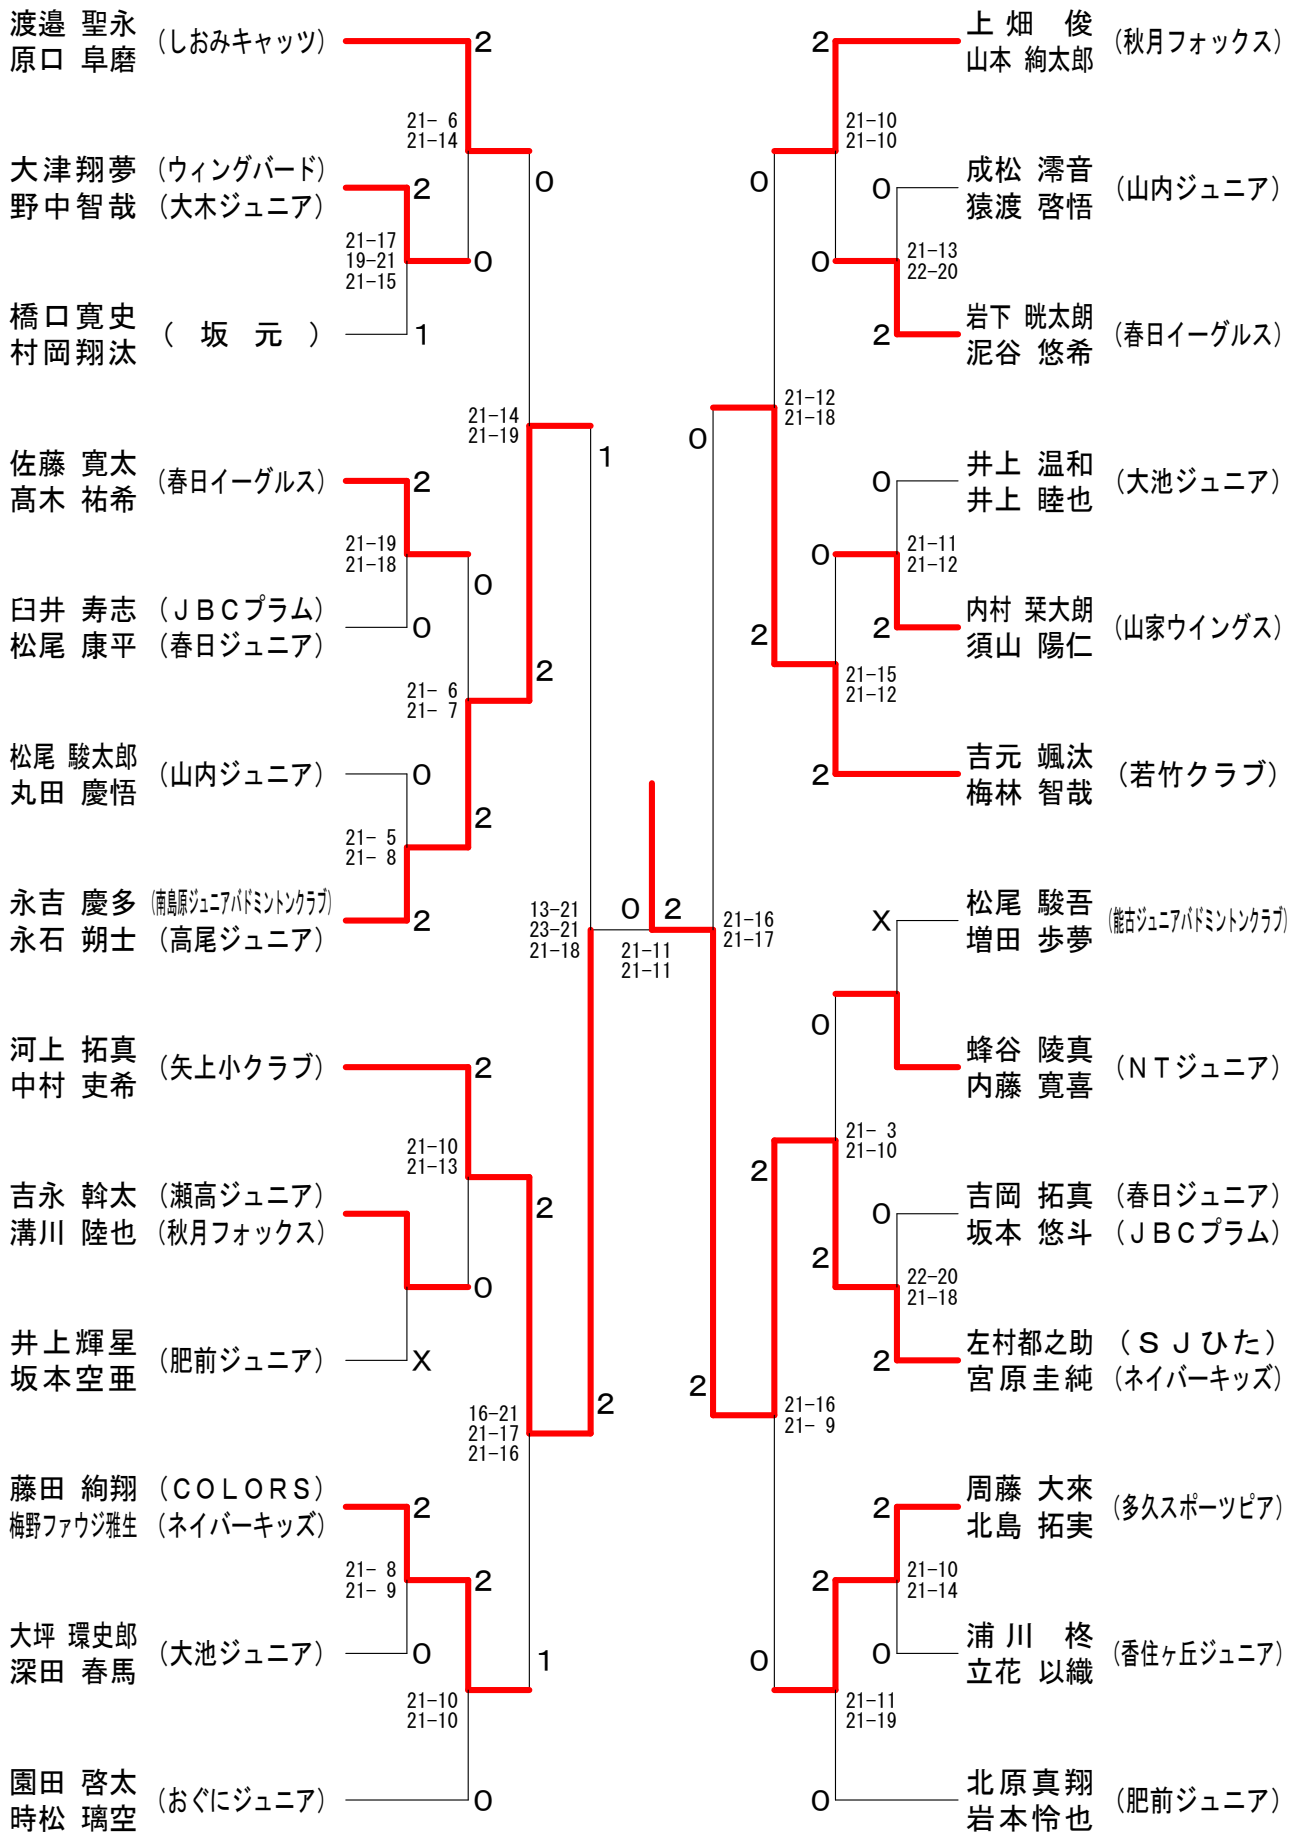 渡邉 聖永 (しおみキャッツ) 2
原口 阜磨
21- 6
21-14
大津翔夢 (ウィングバード) 2
野中智哉 (大木ジュニア)
21-17
19-21
21-15
0
0
橋口寛史 ( 坂 元 ) 1
村岡翔汰
21-14
21-19
1
佐藤 寛太 (春日イーグルス) 2
髙木 祐希
21-19
21-18
0
臼井 寿志 (ＪＢＣプラム) 0
松尾 康平 (春日ジュニア)
21- 6
21- 7
2
松尾 駿太郎 (山内ジュニア) 0
丸田 慶悟
21- 5
21- 8
2
永吉 慶多 (南島原ジュニアバドミントンクラブ) 2
永石 朔士 (高尾ジュニア)
13-21
23-21
21-18
0 2
21-11
21-11
河上 拓真 (矢上小クラブ) 2
中村 吏希
21-10
21-13
2
吉永 幹太 (瀬高ジュニア)
溝川 陸也 (秋月フォックス)
0
井上輝星 (肥前ジュニア) X
坂本空亜
16-21
21-17
21-16
2
藤田 絢翔 (ＣＯＬＯＲＳ) 2
梅野ファウジ雅生 (ネイバーキッズ)
21- 8
21- 9
2
大坪 環史郎 (大池ジュニア) 0
深田 春馬
21-10
21-10
1
園田 啓太 (おぐにジュニア) 0
時松 璃空
2 上畑 俊 (秋月フォックス)
山本 絢太郎
21-10
21-10
0
0 成松 澪音 (山内ジュニア)
猿渡 啓悟
0
21-13
22-20
2 岩下 晄太朗 (春日イーグルス)
泥谷 悠希
21-12
21-18
0
0 井上 温和 (大池ジュニア)
井上 睦也
0
21-11
21-12
2 内村 栞大朗 (山家ウイングス)
須山 陽仁
2
21-15
21-12
2 吉元 颯汰 (若竹クラブ)
梅林 智哉
21-16
21-17
X 松尾 駿吾 (能古ジュニアバドミントンクラブ)
増田 歩夢
0
蜂谷 陵真 (ＮＴジュニア)
内藤 寛喜
21- 3
21-10
2
0 吉岡 拓真 (春日ジュニア)
坂本 悠斗 (ＪＢＣプラム)
2
22-20
21-18
2 左村都之助 (ＳＪひた)
宮原圭純 (ネイバーキッズ)
2
21-16
21- 9
2 周藤 大來 (多久スポーツピア)
北島 拓実
2
21-10
21-14
0 浦川 柊 (香住ヶ丘ジュニア)
立花 以織
0
21-11
21-19
0 北原真翔 (肥前ジュニア)
岩本怜也